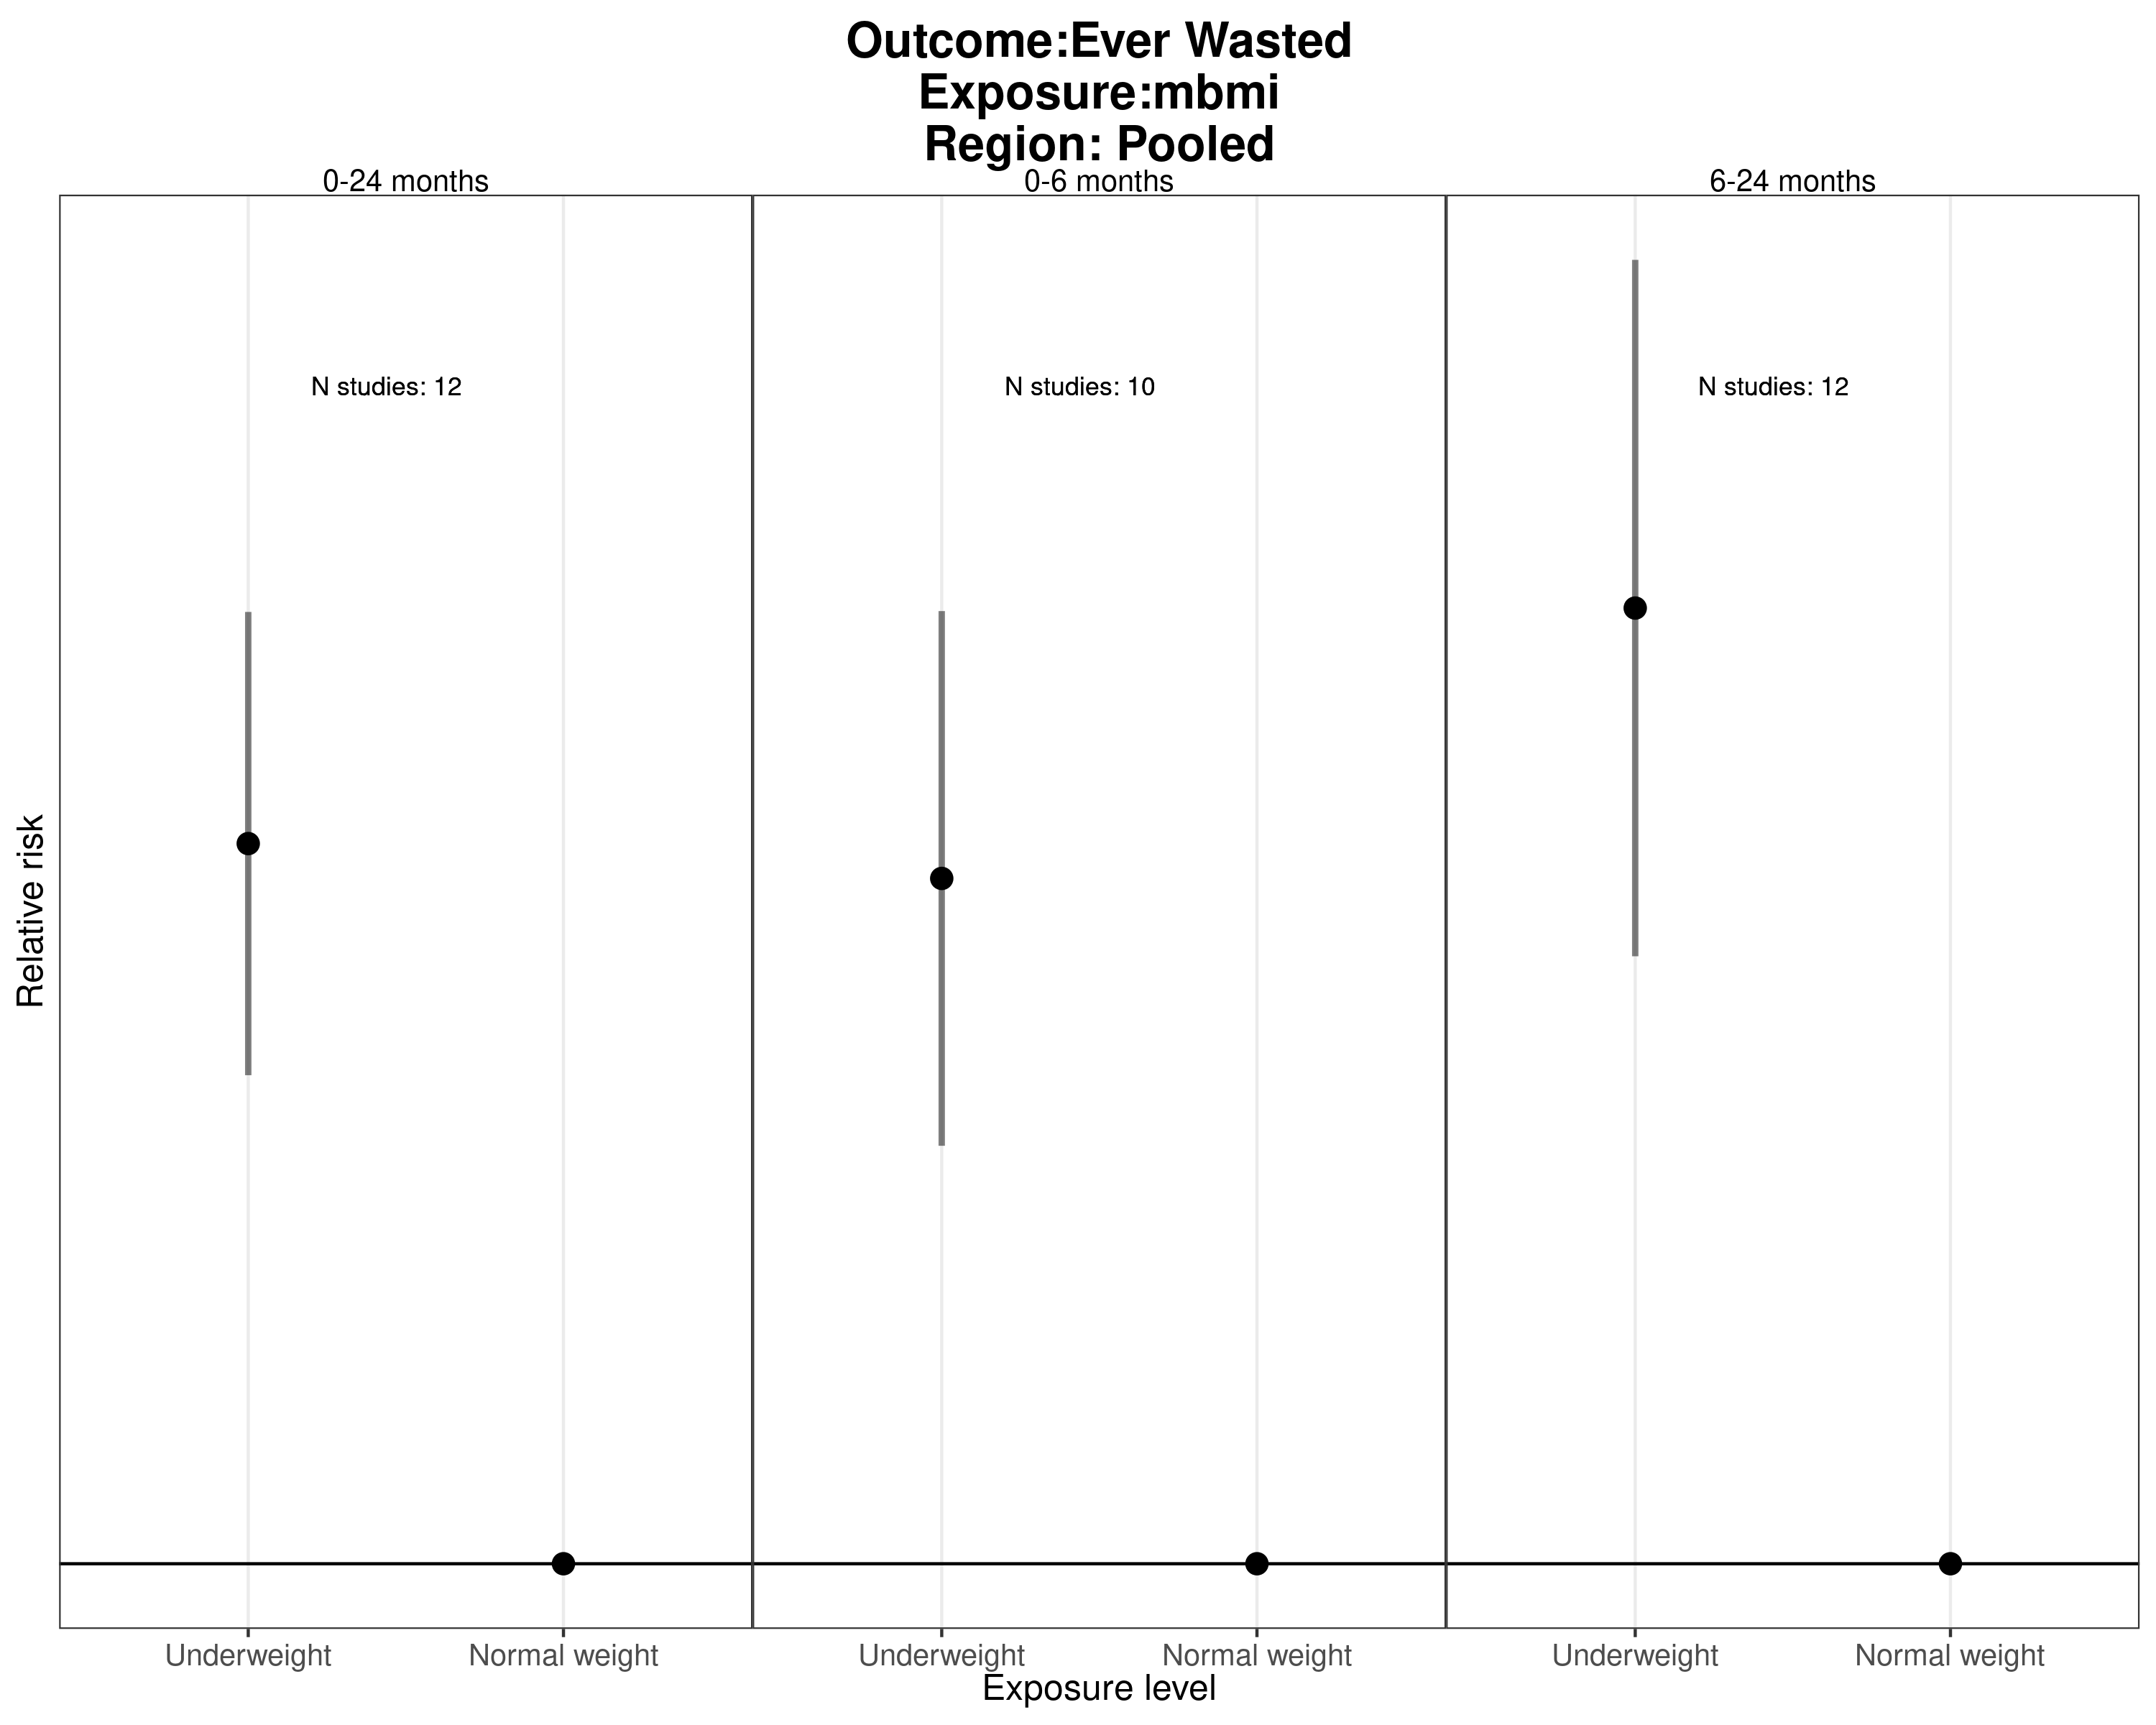 Outcome:Ever Wasted
Exposure:mbmi
Region: Pooled
0-24 months
0-6 months
6-24 months
N studies: 12
N studies: 10
N studies: 12
Relative risk
Underweight
Normal weight
Underweight
Normal weight
Underweight
Normal weight
Exposure level